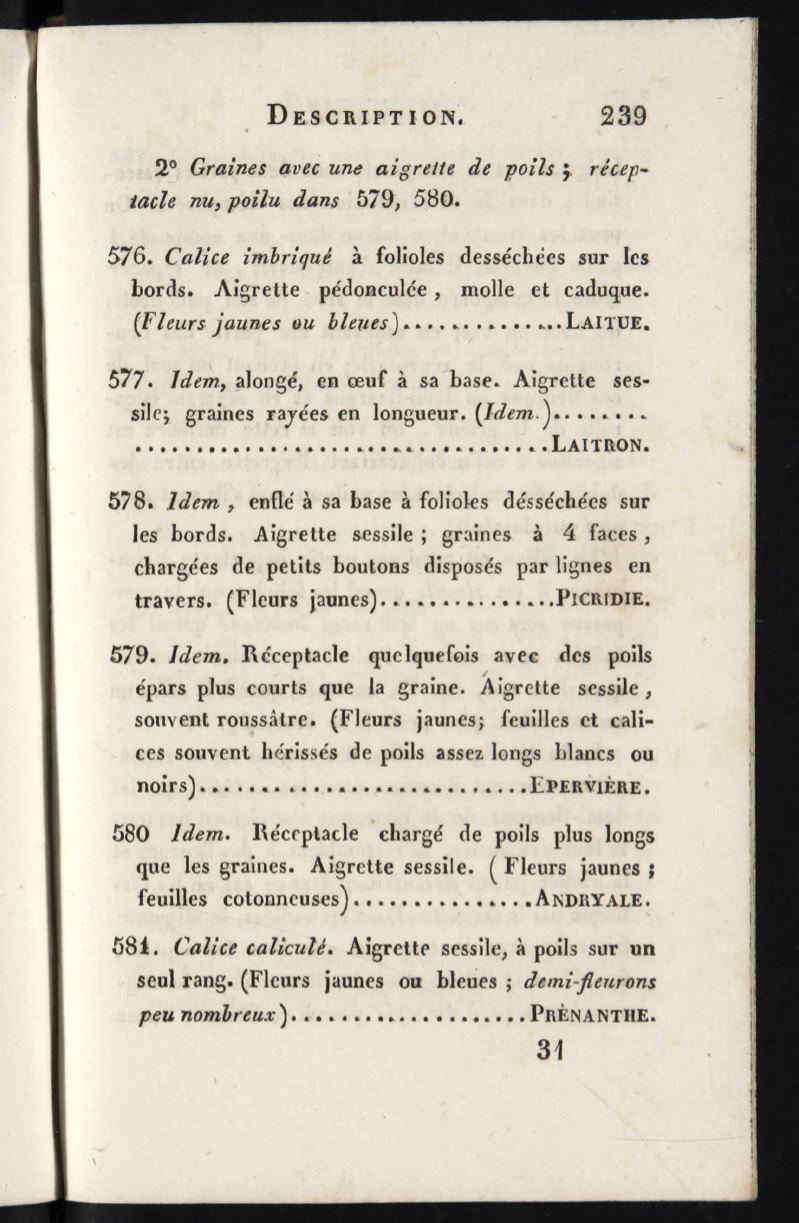 DESCRIPTION. 239
2° Graines avec une aigrette de poils ; récep-
tacle nu, poilu dans 579, 580.
576. Calice imbriqué à folioles desséchées sur les
bords. Aigrette pédonculée , molle et caduque.
(Fleurs jaunes ou bleues)..............LAITUE.
577. Idem, alongé, en œuf à sa base. Aigrette ses-
sile; graines rayées en longueur. (Idem.)........
..................................LAITRON.
578. Idem , enflé à sa base à folioles désséchées sur
les bords. Aigrette sessile ; graines à 4 faces ,
chargées de petits boutons disposés par lignes en
travers. (Fleurs jaunes)...............PICRIDIE.
579. Idem. Réceptacle quelquefois avec des poils
épars plus courts que la graine. Aigrette sessile ,
souvent roussâtre. (Fleurs jaunes; feuilles et cali-
ces souvent hérissés de poils assez longs blancs ou
noirs)...........................EPERVIÈRE.
580 Idem. Réceptacle chargé de poils plus longs
que les graines. Aigrette sessile. ( Fleurs jaunes ;
feuilles cotonneuses)...............ANDRYALE.
581. Calice caliculé. Aigrette sessile, à poils sur un
seul rang. (Fleurs jaunes ou bleues ; demi-fleurons
peu nombreux)...................PRÈNANTHE.
31